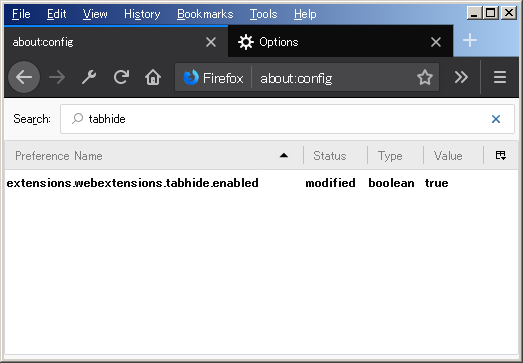 File Edit View History Bookmarks Tools Help
about:config Options
Firefox about:config
Search: tabhide
Preference Name Status Type Value
extensions.webextensions.tabhide.enabled modified boolean true